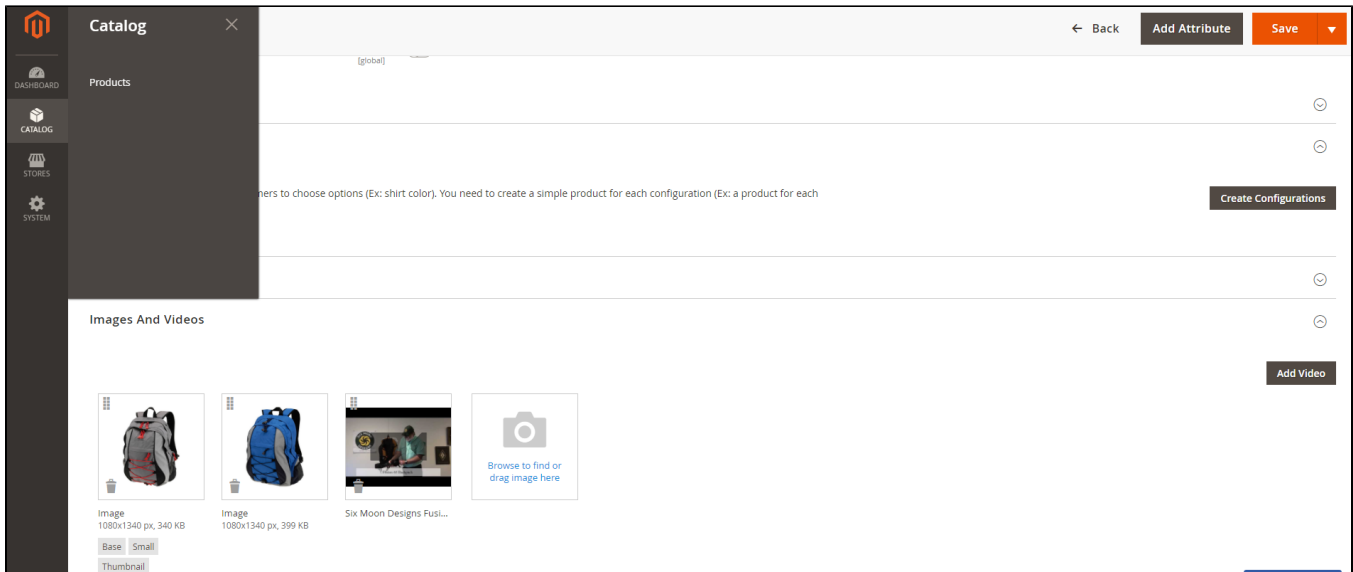 Catalog
← Back
Add Attribute
Save
[global]
DASHBOARD
Products
CATALOG
STORES
mers to choose options (Ex: shirt color). You need to create a simple product for each configuration (Ex: a product for each
Create Configurations
SYSTEM
Images And Videos
Add Video
Browse to find or
drag image here
Image
1080x1340 px, 340 KB
Image
1080x1340 px, 399 KB
Six Moon Designs Fusi...
Base
Small
Thumbnail